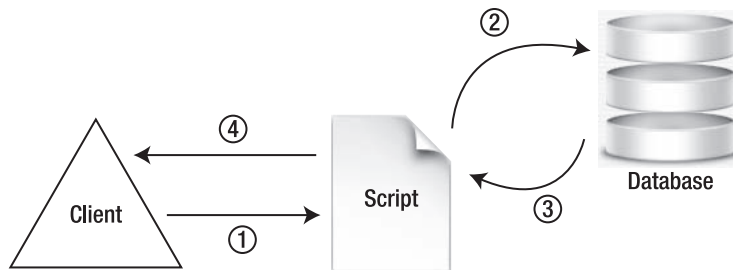 ②
④
Client
Script
Database
①
③